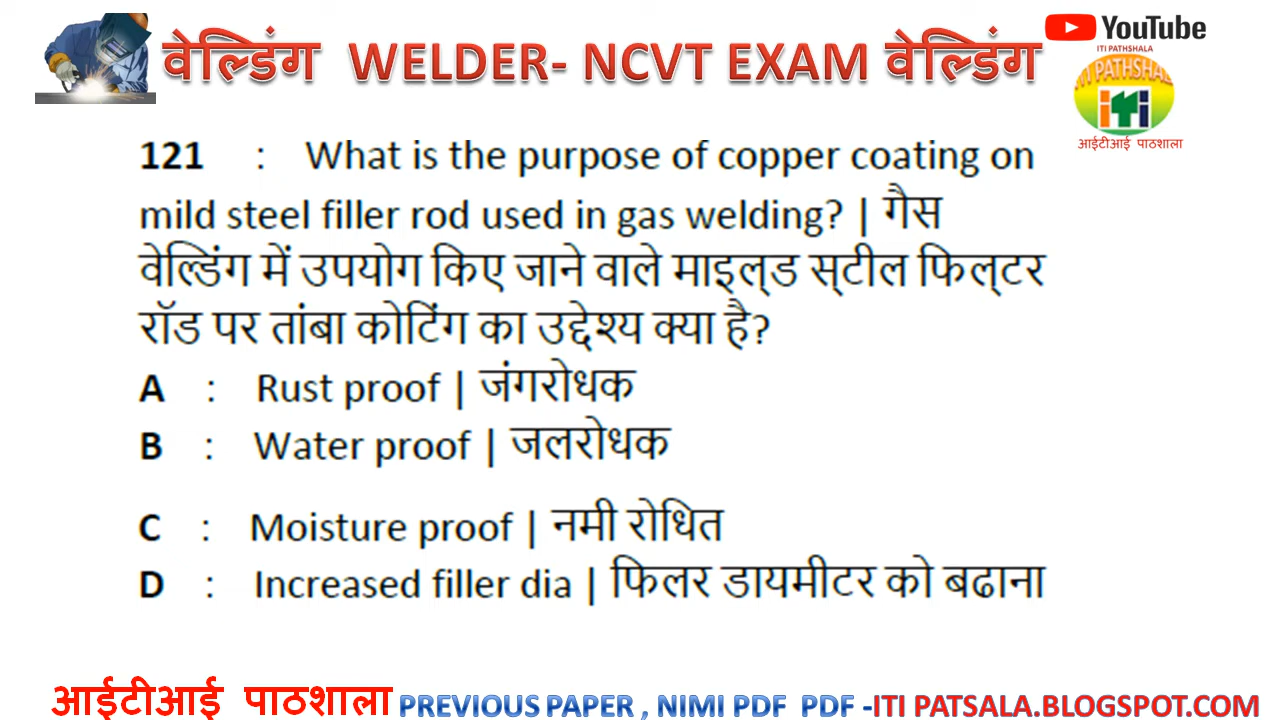 वेल्डिंग WELDER- NCVT EXAM वेल्डिंग
YouTube
ITI PATHSHALA
ITI PATHSHAL
iTi
आईटीआई पाठशाला
121 : What is the purpose of copper coating on
mild steel filler rod used in gas welding? | गैस
वेल्डिंग में उपयोग किए जाने वाले माइल्ड स्टील फिल्टर
रॉड पर तांबा कोटिंग का उद्देश्य क्या है?
A : Rust proof | जंगरोधक
B : Water proof | जलरोधक
C : Moisture proof | नमी रोधित
D : Increased filler dia | फिलर डायमीटर को बढाना
आईटीआई पाठशाला PREVIOUS PAPER , NIMI PDF PDF -ITI PATSALA.BLOGSPOT.COM